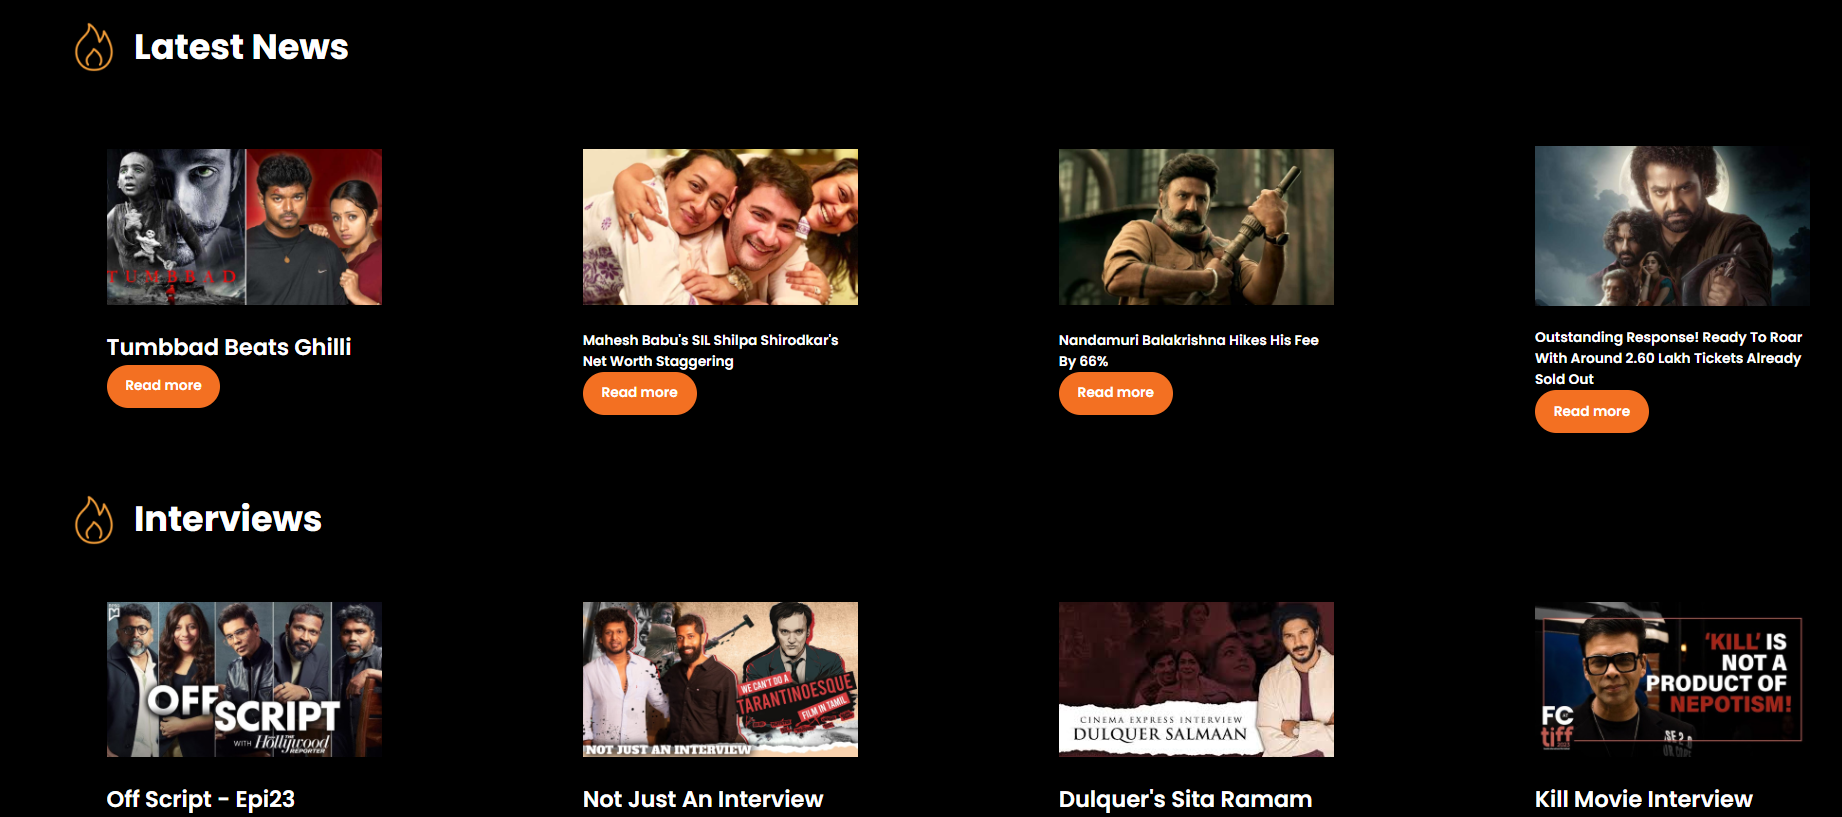 Latest News
TUMBBAD
Tumbbad Beats Ghilli
Read more
Mahesh Babu's SIL Shilpa Shirodkar's
Net Worth Staggering
Read more
Nandamuri Balakrishna Hikes His Fee
By 66%
Read more
Outstanding Response! Ready To Roar
With Around 2.60 Lakh Tickets Already
Sold Out
Read more
Interviews
OFF
SCRIPT
WITH The Hollywood
REPORTER
Off Script - Epi23
WE CAN'T DO A
TARANTINOESQUE
FILM IN TAMIL
NOT JUST AN INTERVIEW
Not Just An Interview
CINEMA EXPRESS INTERVIEW
DULQUER SALMAAN
Dulquer's Sita Ramam
'KILL' IS
NOT A
PRODUCT OF
NEPOTISM!
FC
AT
tiff
Kill Movie Interview